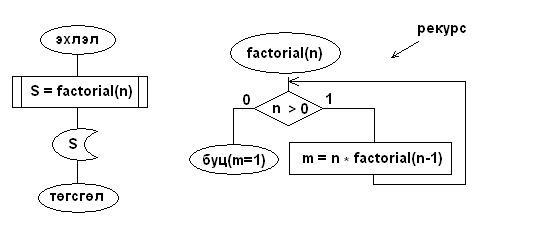 эхлэл
S = factorial(n)
S
төгсгөл
рекурс
factorial(n)
0
n > 0
1
буц(m=1)
m = n * factorial(n-1)